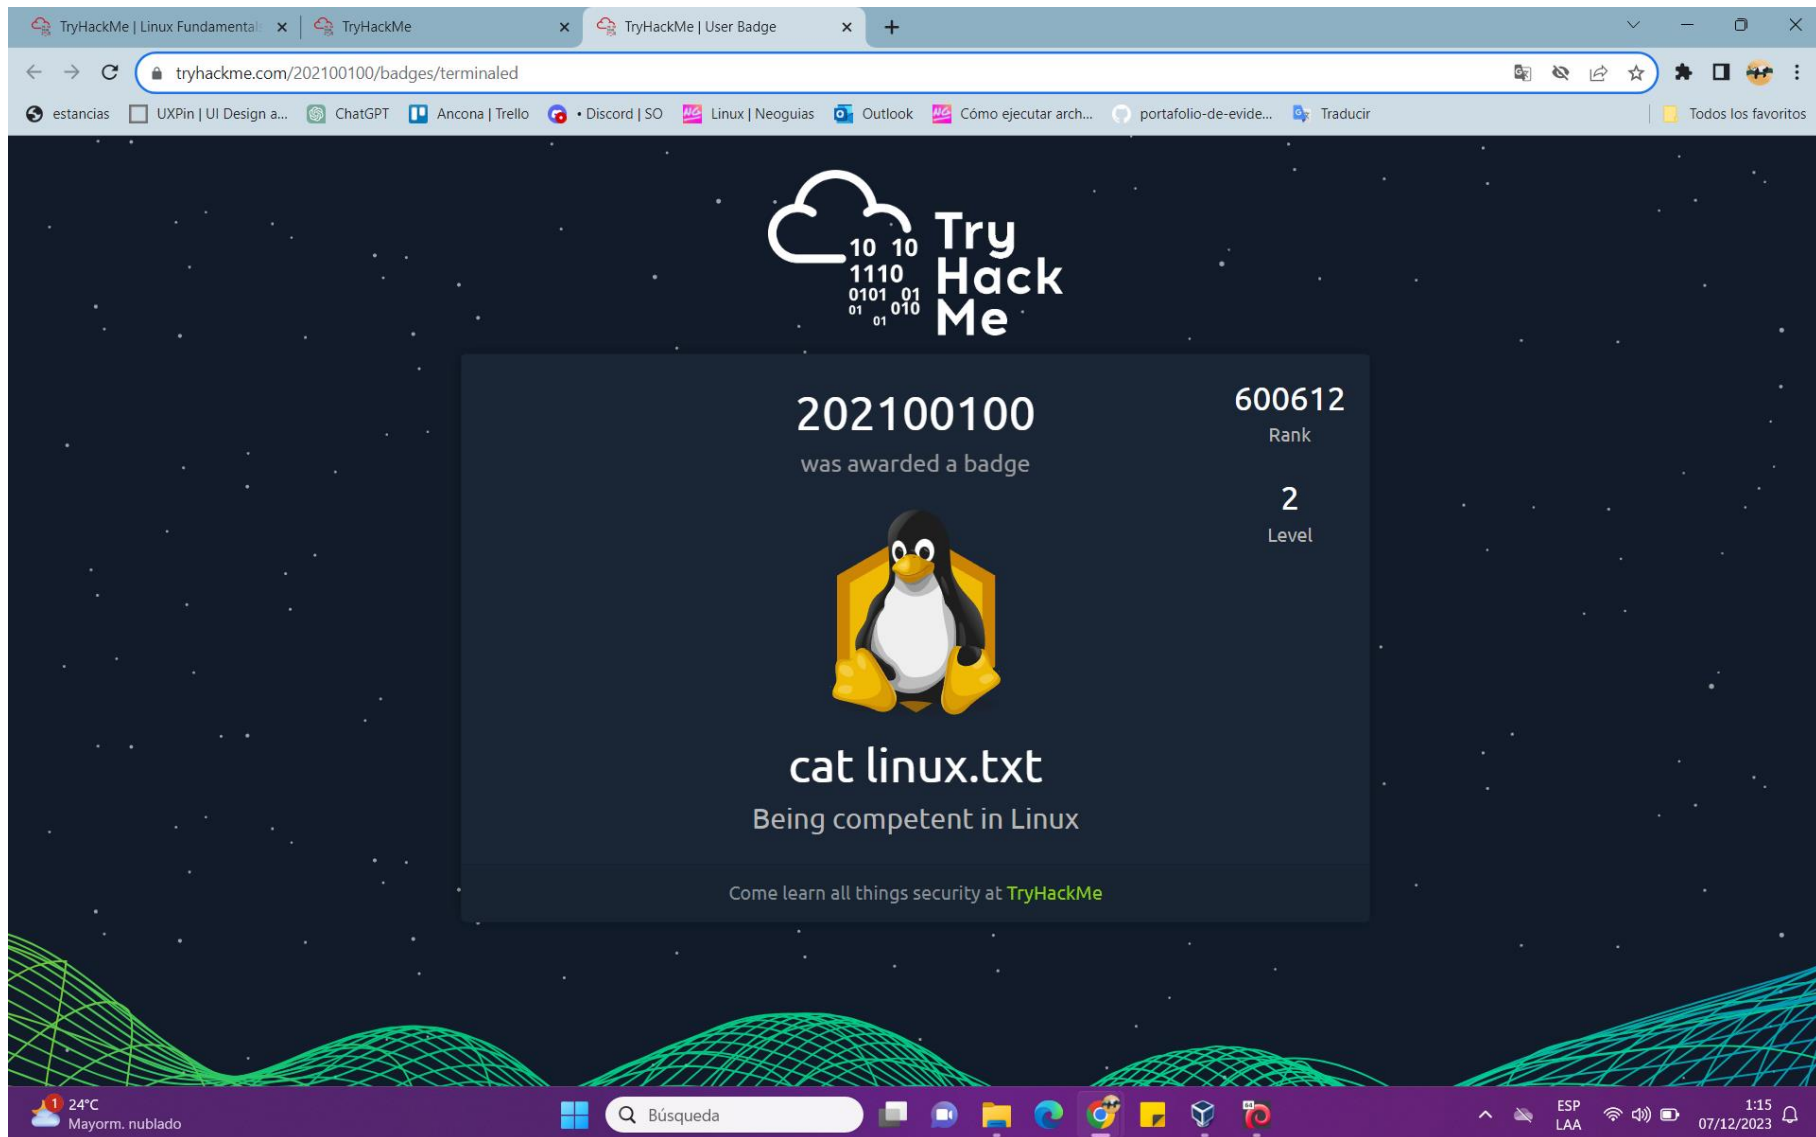 TryHackMe | Linux Fundamental
TryHackMe
TryHackMe | User Badge
tryhackme.com/202100100/badges/terminaled
estancias
UXPin | UI Design a...
ChatGPT
Ancona | Trello
• Discord | SO
Linux | Neoguias
Outlook
Cómo ejecutar arch...
portafolio-de-evide...
Traducir
Todos los favoritos
10 10
1110
0101 01
01 010
01
Try
Hack
Me
202100100
was awarded a badge
600612
Rank
2
Level
cat linux.txt
Being competent in Linux
Come learn all things security at TryHackMe
1
24°C
Mayorm. nublado
Búsqueda
ESP
LAA
1:15
07/12/2023